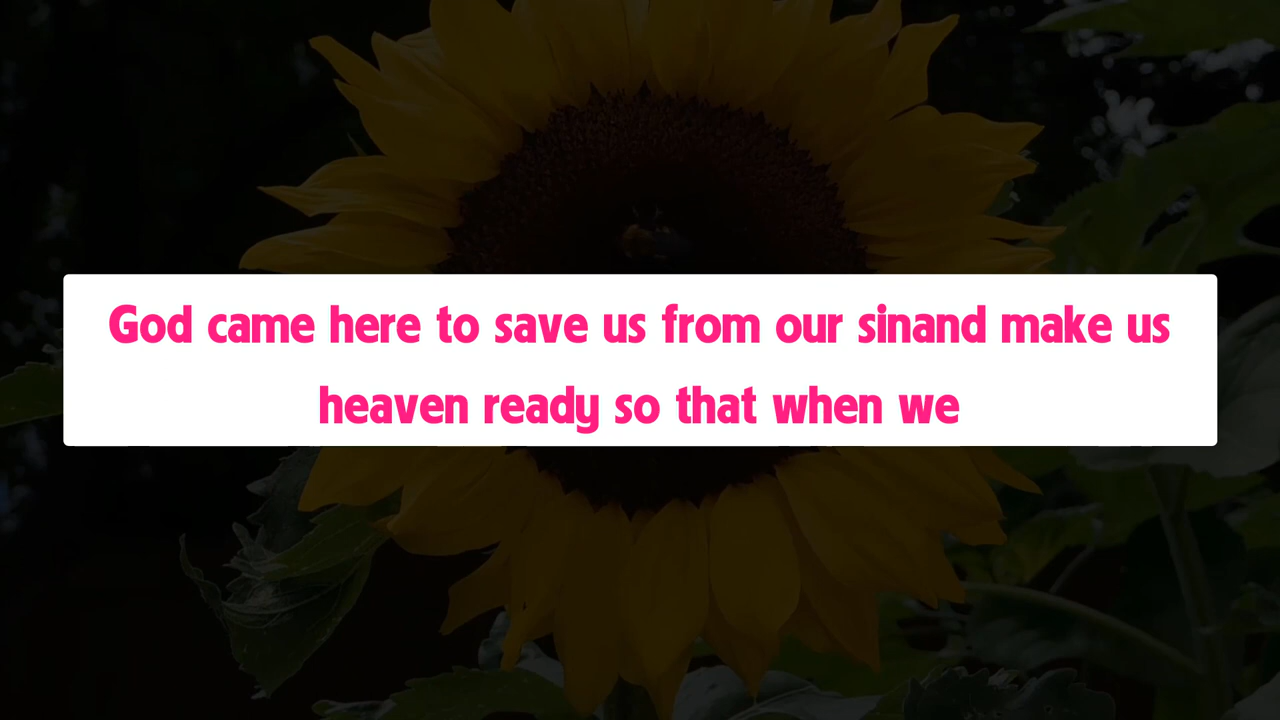 God came here to save us from our sinand make us
heaven ready so that when we